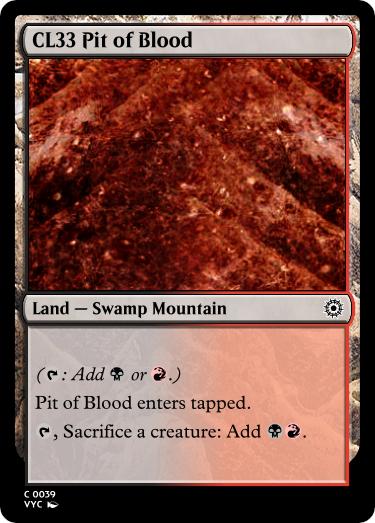 CL33 Pit of Blood
Land — Swamp Mountain
(: Add or .)
Pit of Blood enters tapped.
, Sacrifice a creature: Add .
C 0039
VYC